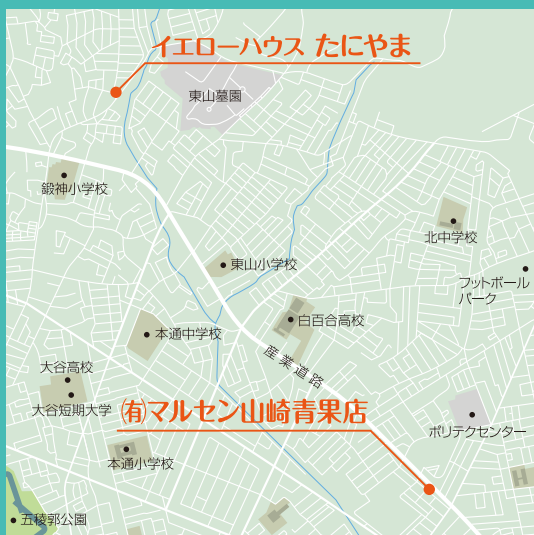 イエローハウス たにやま
東山墓園
鍛神小学校
北中学校
東山小学校
フットボール
パーク
白百合高校
本通中学校
産業道路
大谷高校
大谷短期大学
㈲マルセン山崎青果店
ポリテクセンター
本通小学校
五稜郭公園